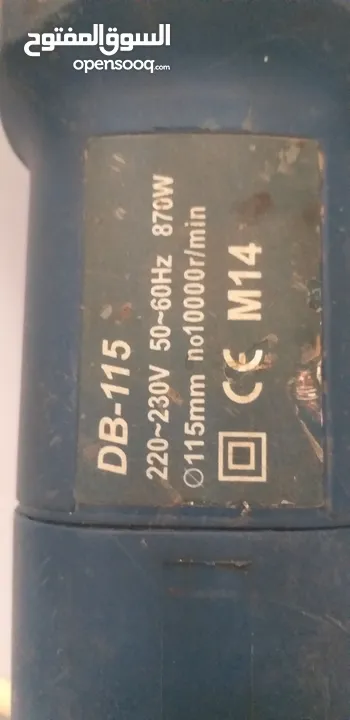 السوق المفتوح
opensooq.com
DB-115
220~230V 50~60Hz 870W
Ø115mm no10000r/min
CE M14